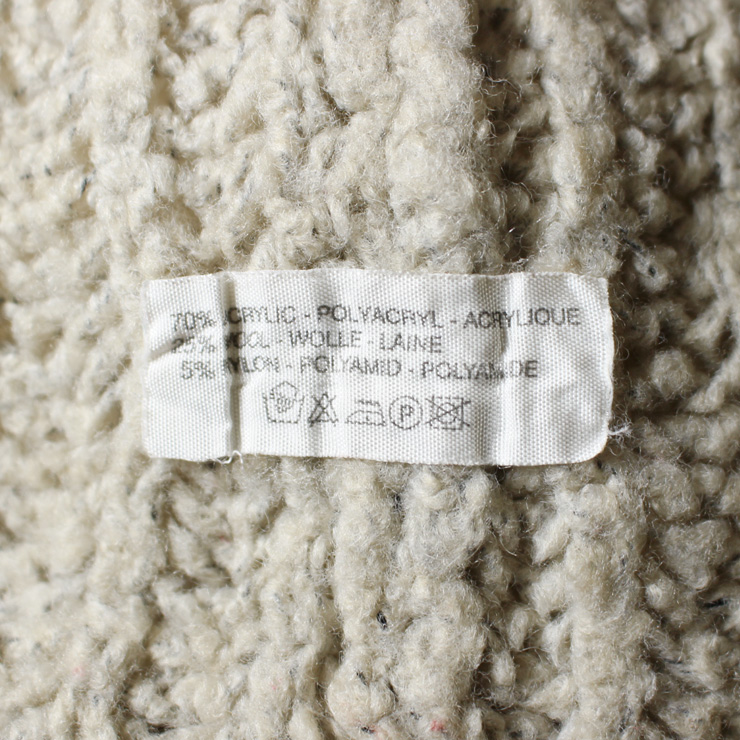 70% ACRYLIC - POLYACRYL - ACRYLIQUE
25% WOOL - WOLLE - LAINE
5% NYLON - POLYAMID - POLYAMIDE
P